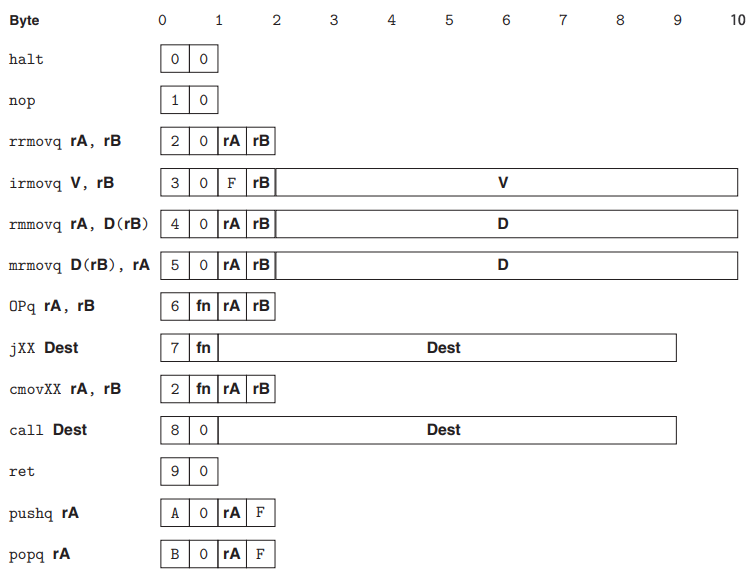 Byte 0 1 2 3 4 5 6 7 8 9 10
halt 0 0
nop 1 0
rrmovq rA, rB 2 0 rA rB
irmovq V, rB 3 0 F rB V
rmmovq rA, D(rB) 4 0 rA rB D
mrmovq D(rB), rA 5 0 rA rB D
OPq rA, rB 6 fn rA rB
jXX Dest 7 fn Dest
cmovXX rA, rB 2 fn rA rB
call Dest 8 0 Dest
ret 9 0
pushq rA A 0 rA F
popq rA B 0 rA F